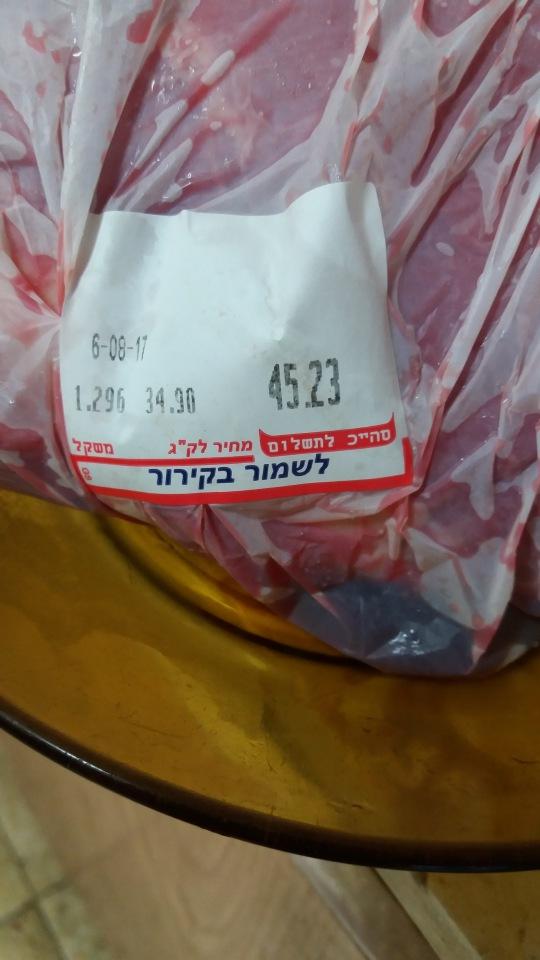 6-08-17
1.296 34.90 45.23
משקל מחיר לק"ג סה״כ לתשלום
לשמור בקירור